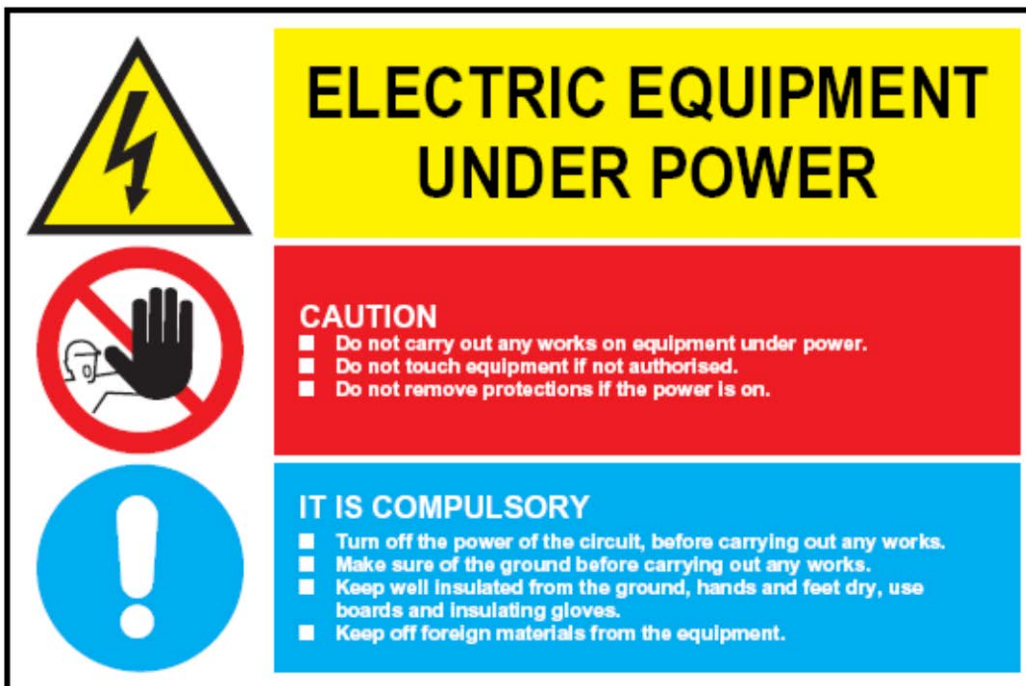 ELECTRIC EQUIPMENT
UNDER POWER
CAUTION
Do not carry out any works on equipment under power.
Do not touch equipment if not authorised.
Do not remove protections if the power is on.
IT IS COMPULSORY
Turn off the power of the circuit, before carrying out any works.
Make sure of the ground before carrying out any works.
Keep well insulated from the ground, hands and feet dry, use
boards and insulating gloves.
Keep off foreign materials from the equipment.